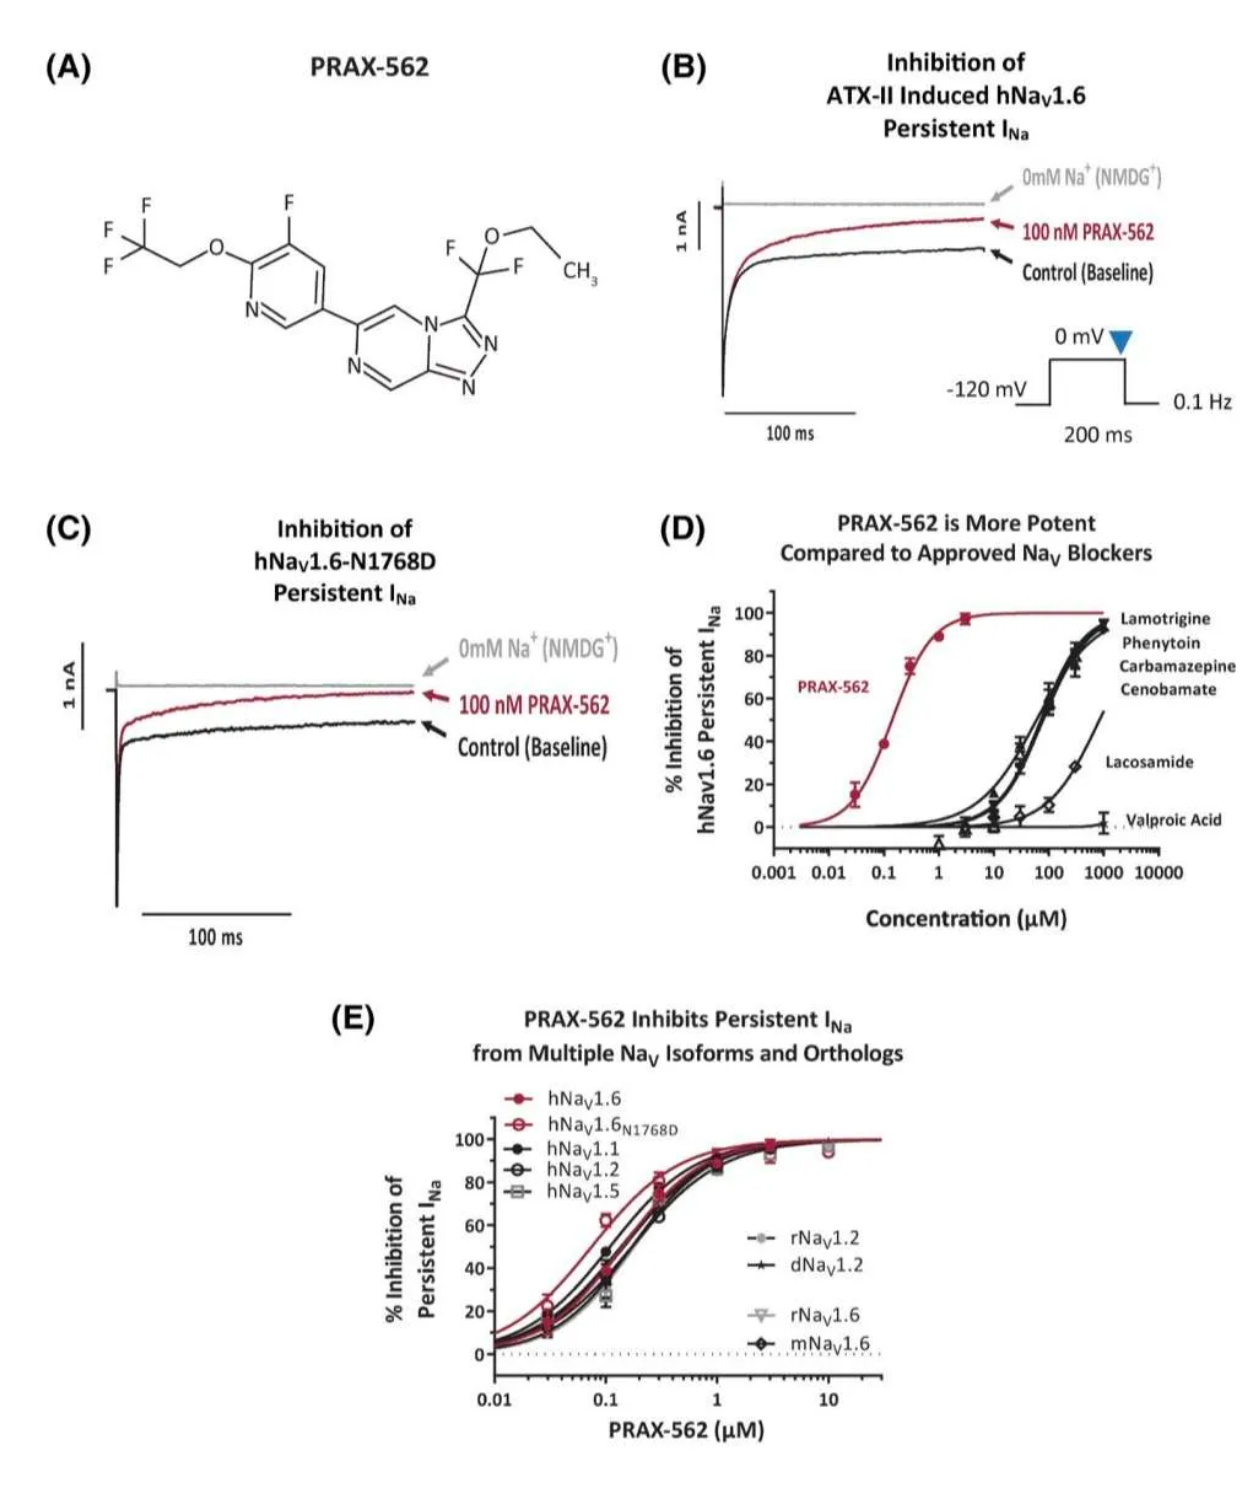 (A)
PRAX-562
F
F
F
O
F
N
F
O
F
CH3
N
N
N
N
(B)
Inhibition of
ATX-II Induced hNaV1.6
Persistent INa
0mM Na+ (NMDG+)
100 nM PRAX-562
Control (Baseline)
1 nA
100 ms
0 mV
-120 mV
0.1 Hz
200 ms
(C)
Inhibition of
hNaV1.6-N1768D
Persistent INa
0mM Na+ (NMDG+)
100 nM PRAX-562
Control (Baseline)
1 nA
100 ms
(D)
PRAX-562 is More Potent
Compared to Approved NaV Blockers
% Inhibition of
hNav1.6 Persistent INa
100
80
60
40
20
0
PRAX-562
Lamotrigine
Phenytoin
Carbamazepine
Cenobamate
Lacosamide
Valproic Acid
0.001 0.01 0.1 1 10 100 1000 10000
Concentration (µM)
(E)
PRAX-562 Inhibits Persistent INa
from Multiple NaV Isoforms and Orthologs
hNaV1.6
hNaV1.6N1768D
hNaV1.1
hNaV1.2
hNaV1.5
% Inhibition of
Persistent INa
100
80
60
40
20
0
rNaV1.2
dNaV1.2
rNaV1.6
mNaV1.6
0.01 0.1 1 10
PRAX-562 (µM)